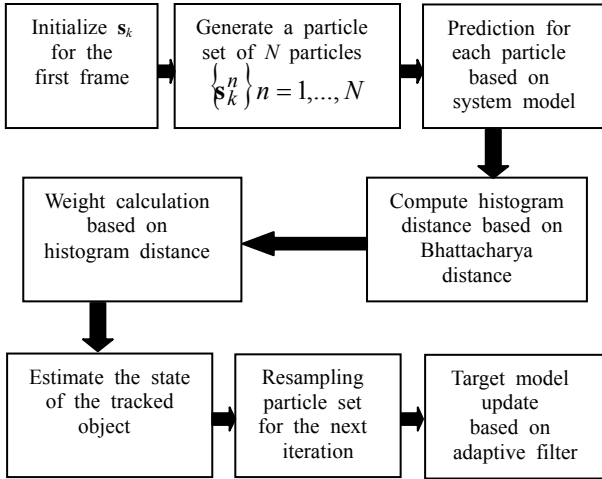 Initialize sₖ
for the
first frame
Generate a particle
set of N particles
{sₖⁿ} n = 1,..., N
Prediction for
each particle
based on
system model
Weight calculation
based on
histogram distance
Compute histogram
distance based on
Bhattacharya
distance
Estimate the state
of the tracked
object
Resampling
particle set
for the next
iteration
Target model
update
based on
adaptive filter